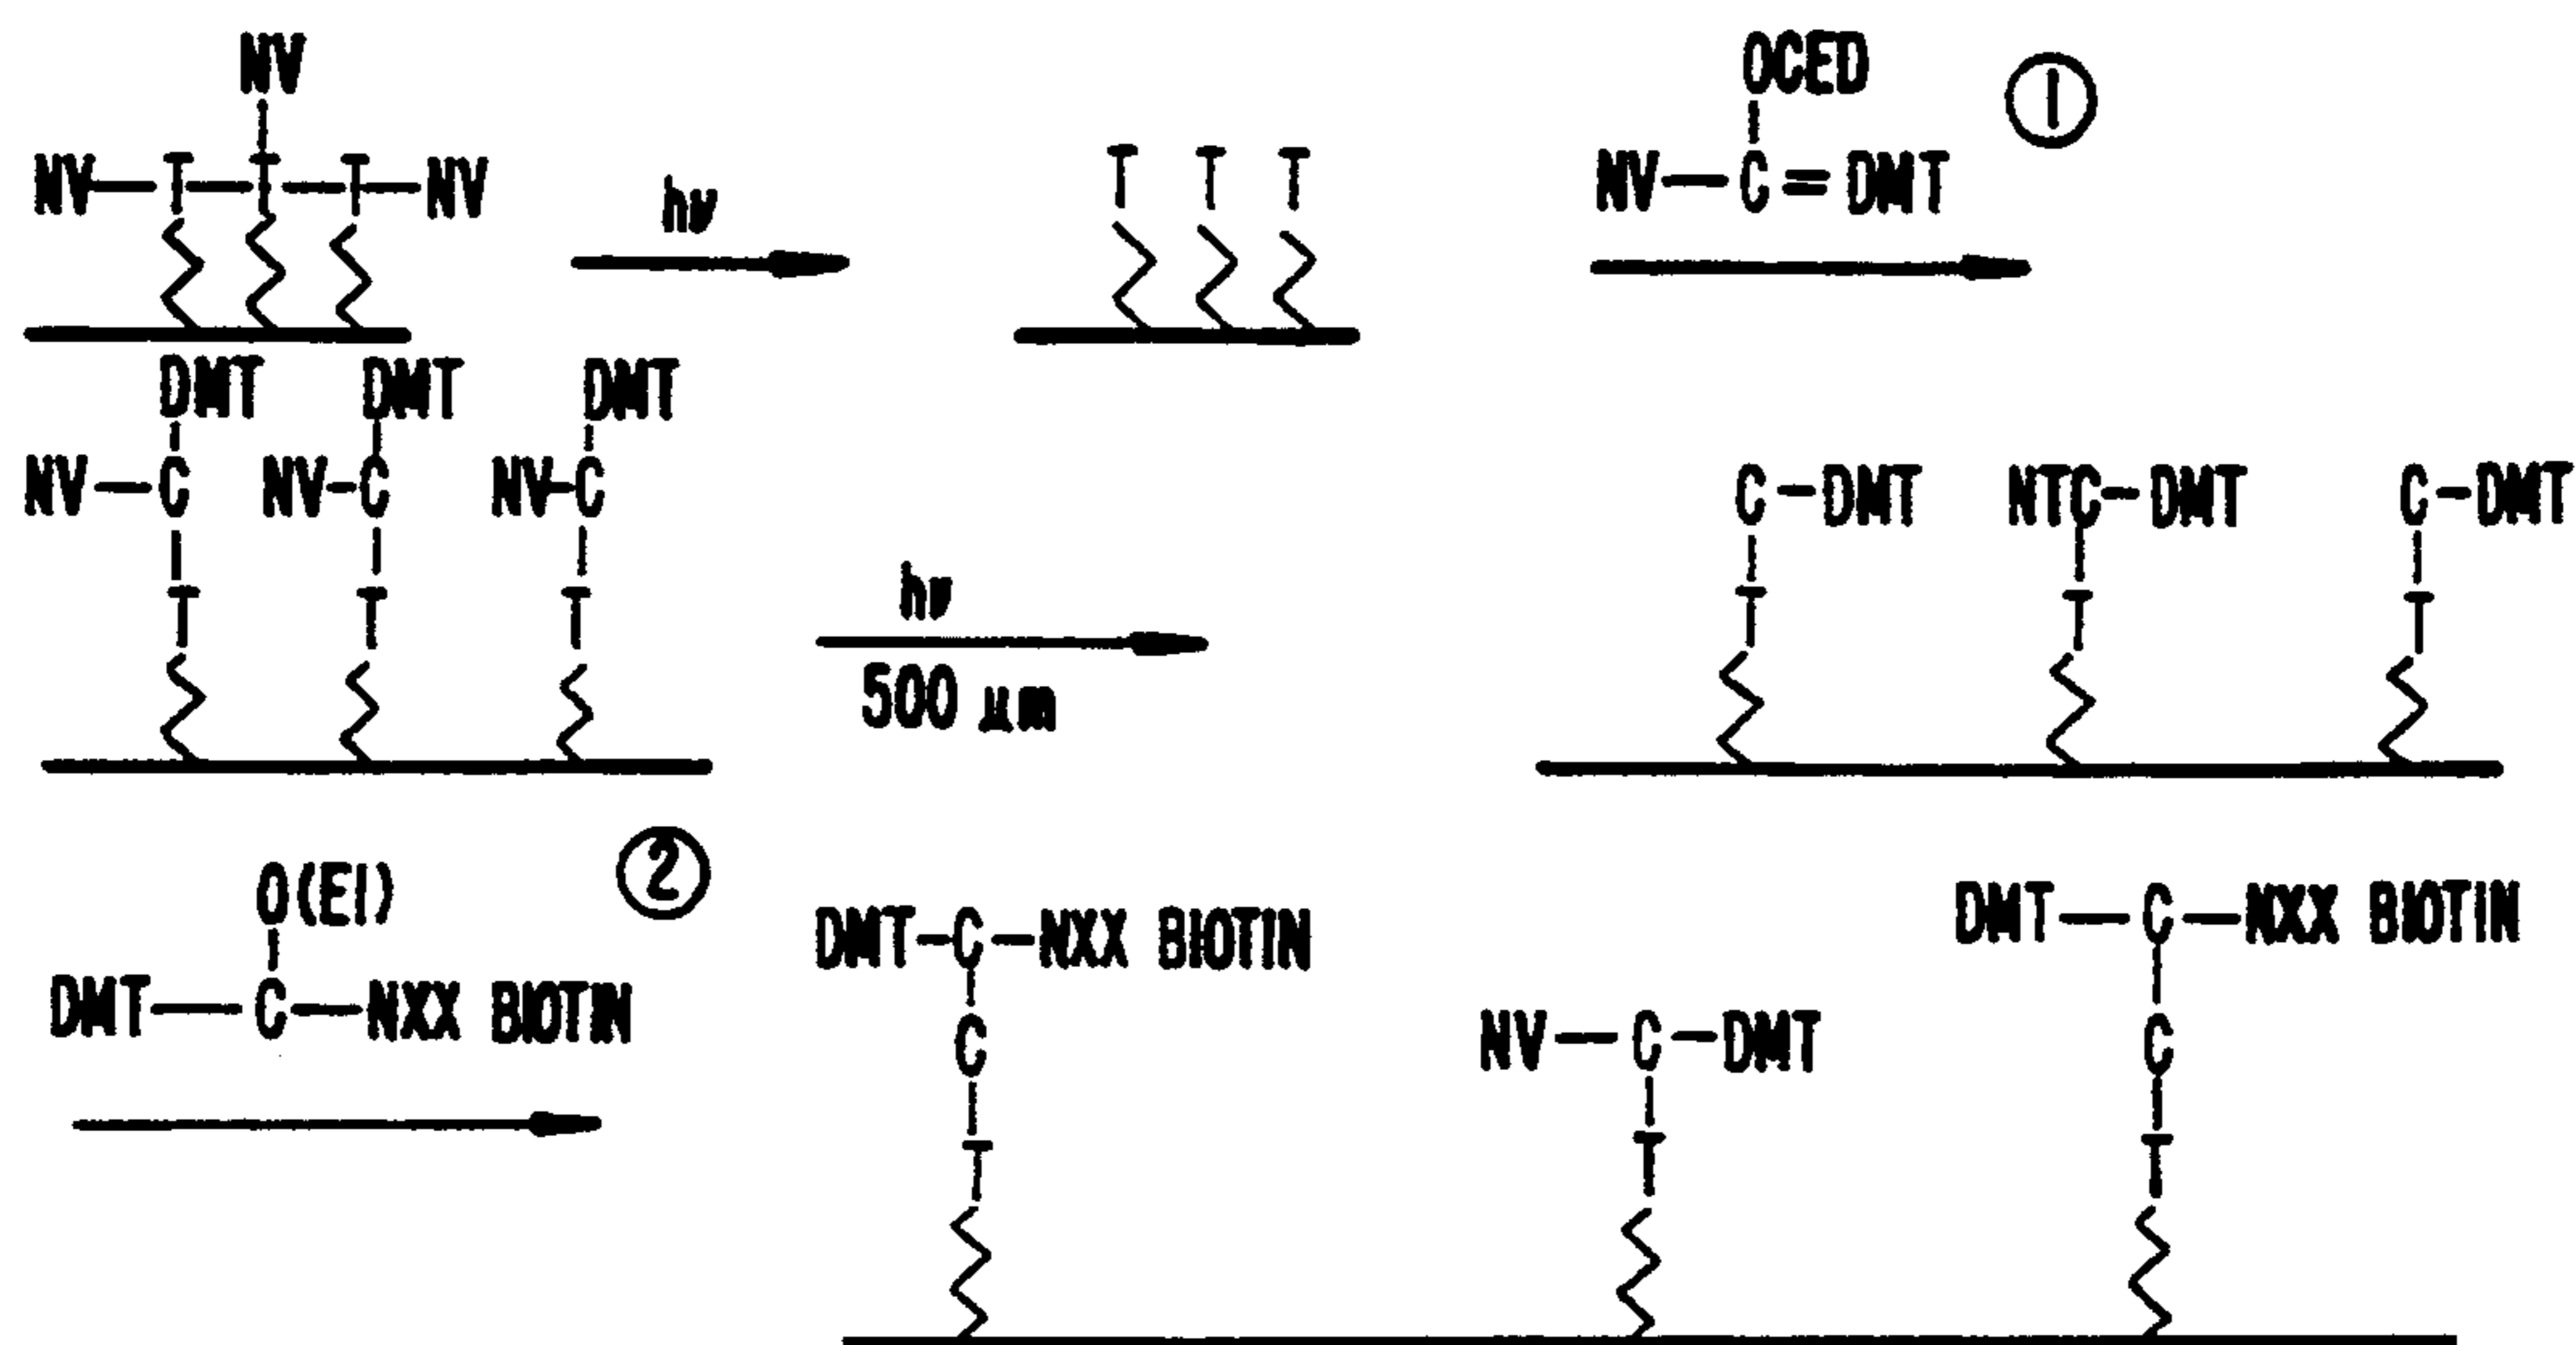 NV
NV—T—T—T—NV
hν
T T T
OCED
NV—C=DMT
①
DMT DMT DMT
NV—C NV-C NV-C
T T T
hν
500 μm
C-DMT NTC-DMT C-DMT
T T T
O(EI)
DMT—C—NXX BIOTIN
②
DMT-C-NXX BIOTIN
C
T
NV—C-DMT
T
DMT—C—NXX BIOTIN
C
T